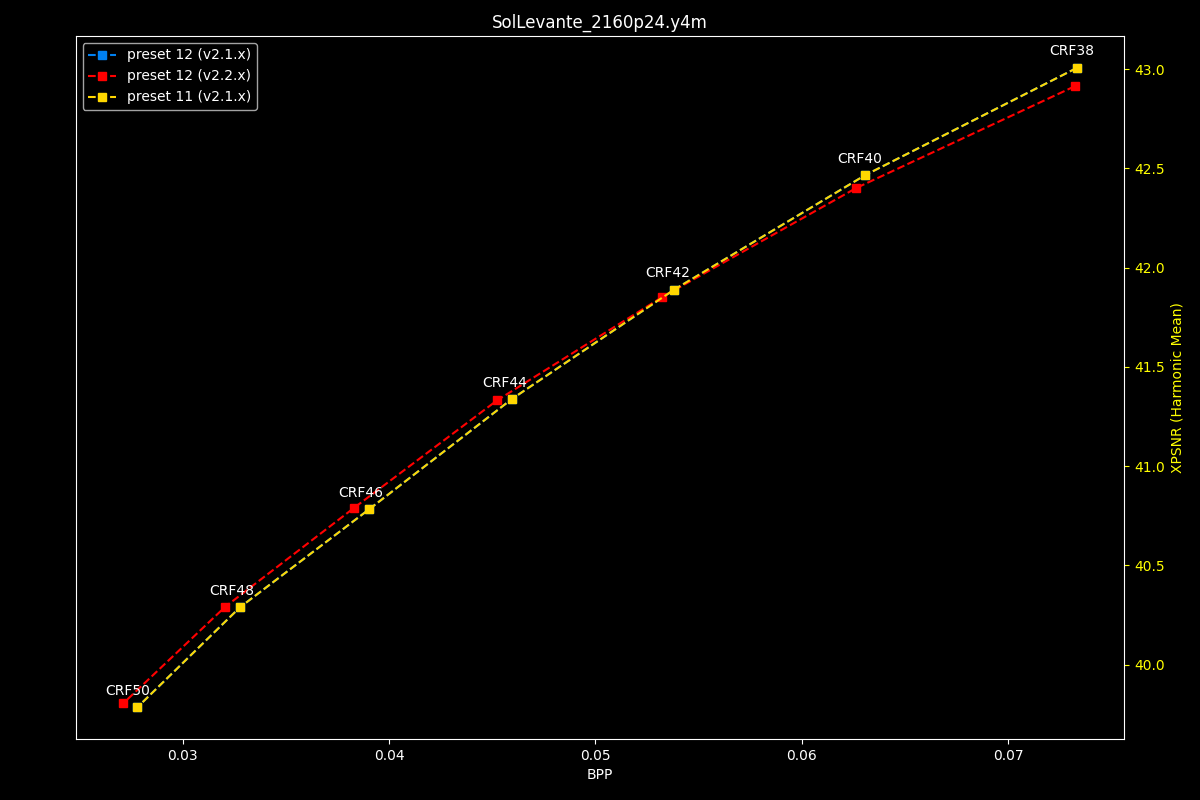 SolLevante_2160p24.y4m
preset 12 (v2.1.x)
preset 12 (v2.2.x)
preset 11 (v2.1.x)
CRF38
CRF40
CRF42
CRF44
CRF46
CRF48
CRF50
43.0
42.5
42.0
41.5
41.0
40.5
40.0
XPSNR (Harmonic Mean)
0.03 0.04 0.05 0.06 0.07
BPP